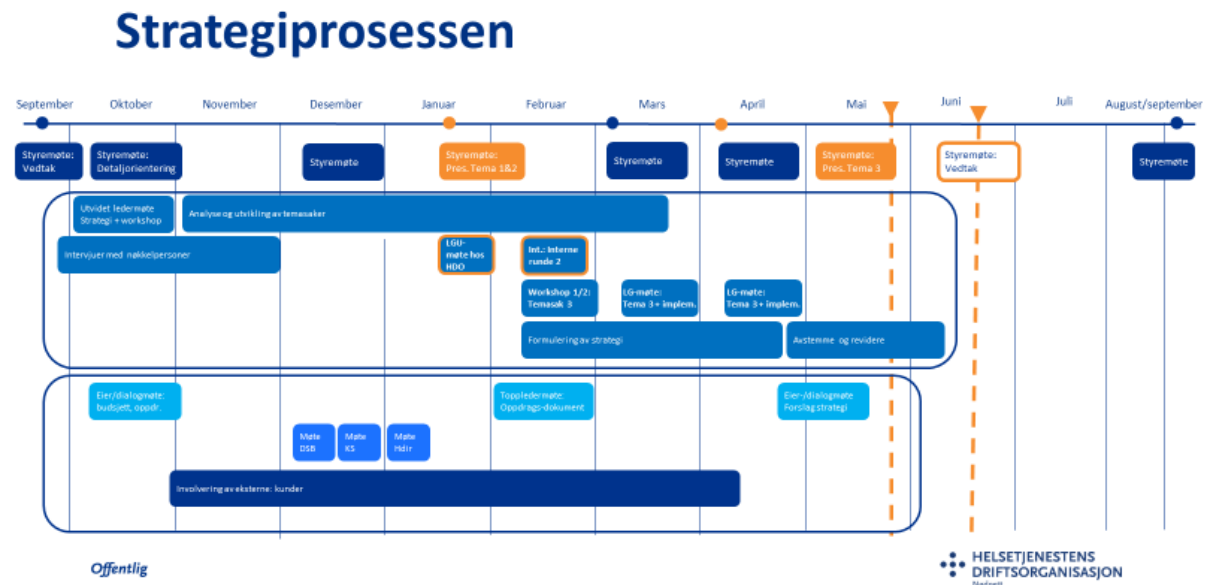 Strategiprosessen
September Oktober November Desember Januar Februar Mars April Mai Juni Juli August/september
Styremøte:
Vedtak
Styremøte:
Detaljorientering
Styremøte
Styremøte:
Pres. Tema 1&2
Styremøte
Styremøte
Styremøte:
Pres. Tema 3
Styremøte:
Vedtak
Styremøte
Utvidet ledermøte
Strategi + workshop
Analyse og utvikling av temasaker
Intervjuer med nøkkelpersoner
LGU-
møte hos
HDO
Int.: Interne
runde 2
Workshop 1/2:
Temasak 3
LG-møte:
Tema 3 + implem.
LG-møte:
Tema 3 + implem.
Formulering av strategi
Avstemme og revidere
Eier/dialogmøte:
budsjett, oppdr.
Toppledermøte:
Oppdrags-dokument
Eier-/dialogmøte
Forslag strategi
Møte
DSB
Møte
KS
Møte
Hdir
Involvering av eksterne: kunder
Offentlig
HELSETJENESTENS
DRIFTSORGANISASJON